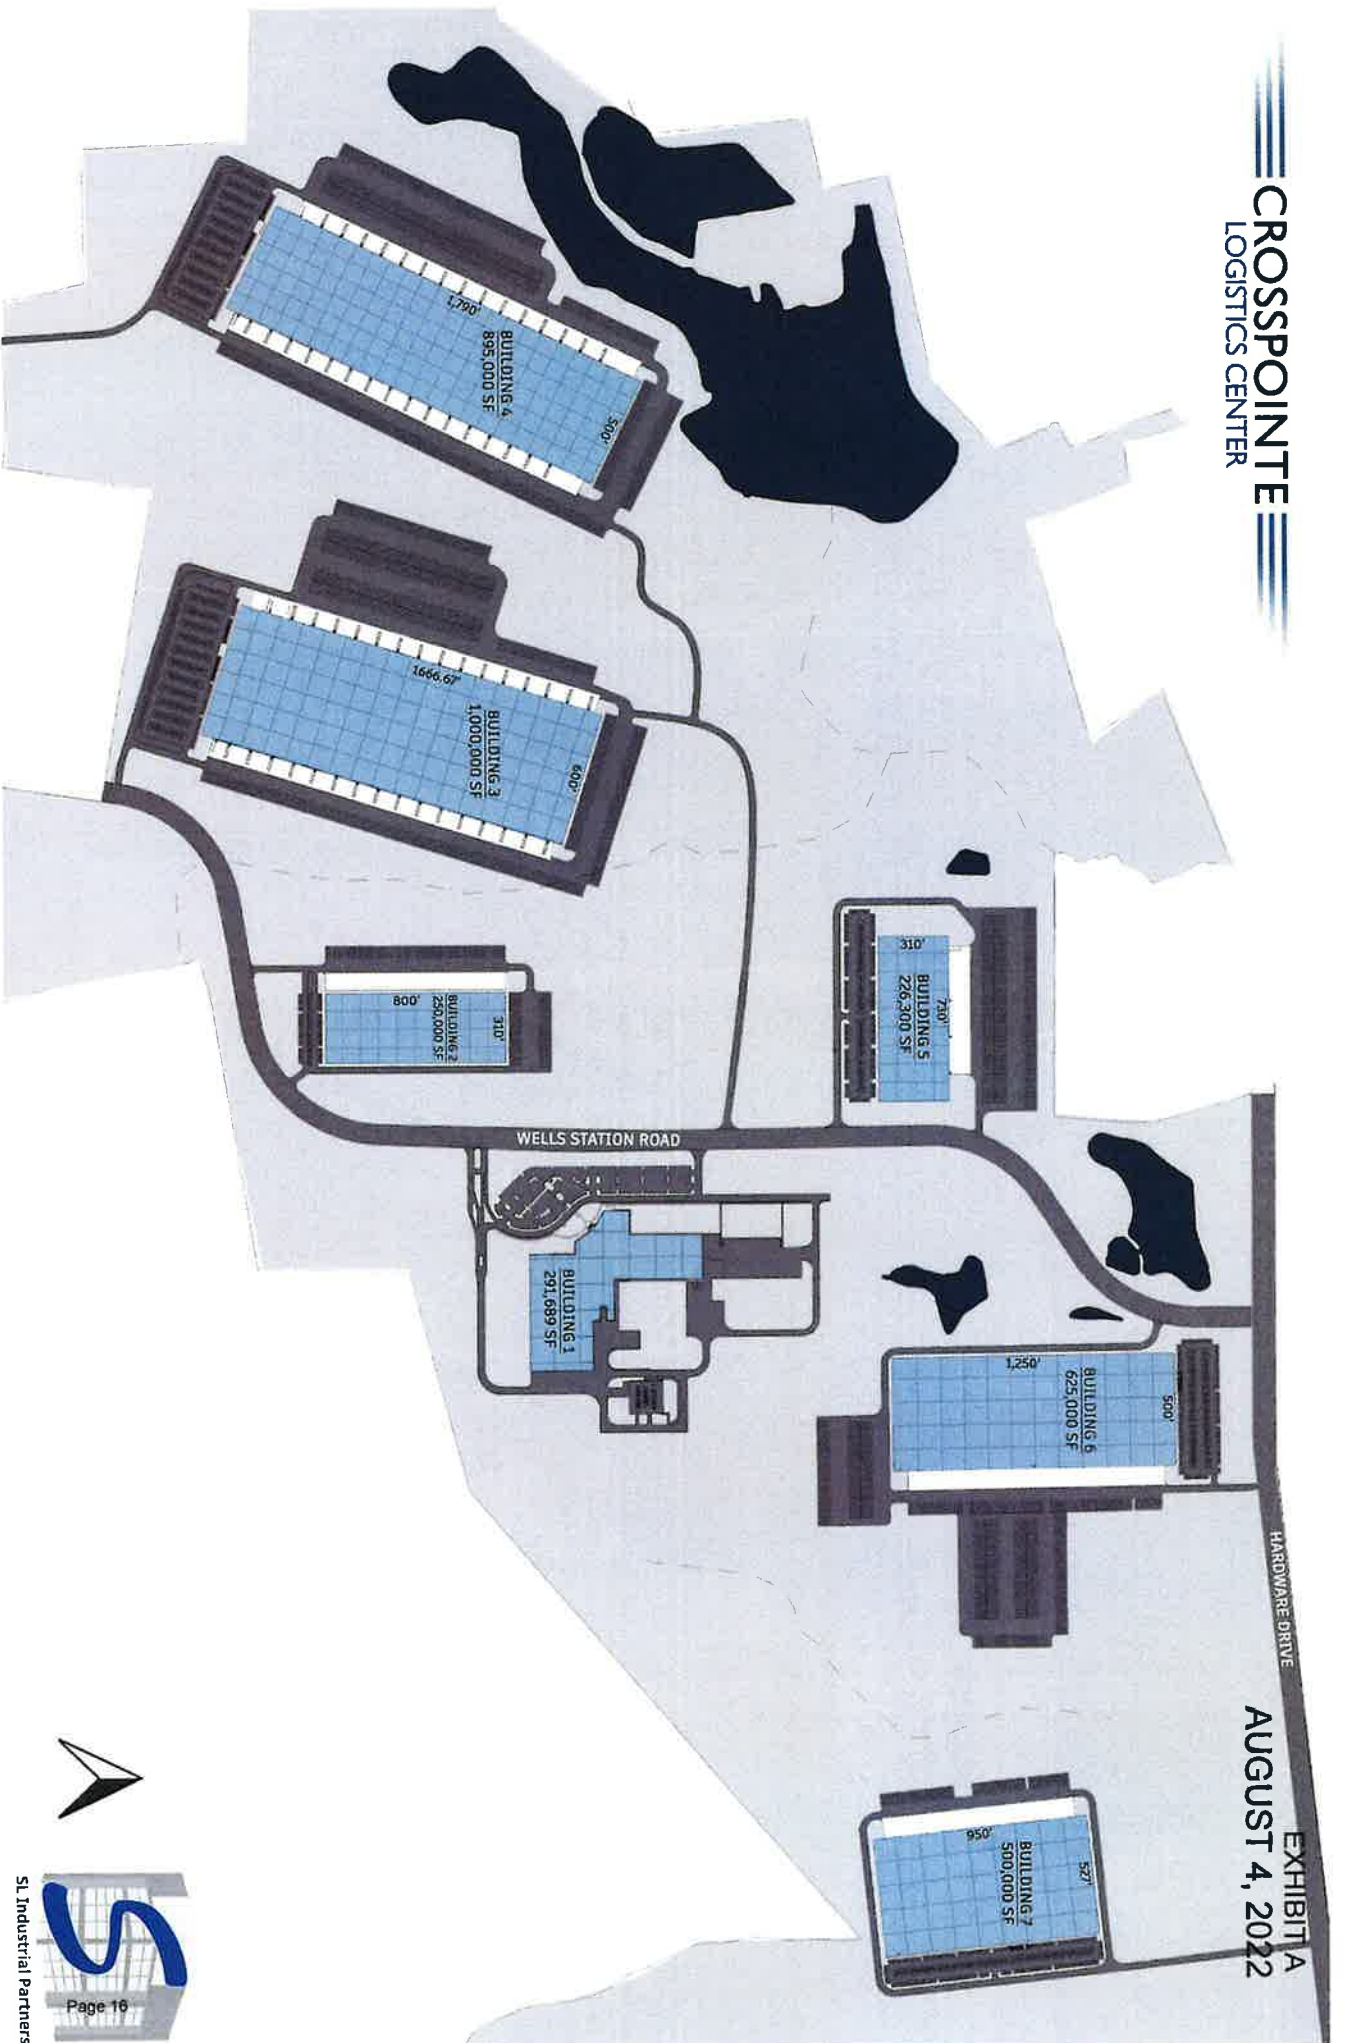 CROSSPOINTE
LOGISTICS CENTER
EXHIBIT A
AUGUST 4, 2022
HARDWARE DRIVE
BUILDING 4
895,000 SF
1,790'
500'
BUILDING 3
1,000,000 SF
1666.67'
600'
BUILDING 2
250,000 SF
800'
310'
BUILDING 5
226,300 SF
310'
730'
WELLS STATION ROAD
BUILDING 1
291,689 SF
BUILDING 6
625,000 SF
1,250'
500'
BUILDING 7
500,000 SF
950'
527'
Page 16
SL Industrial Partners